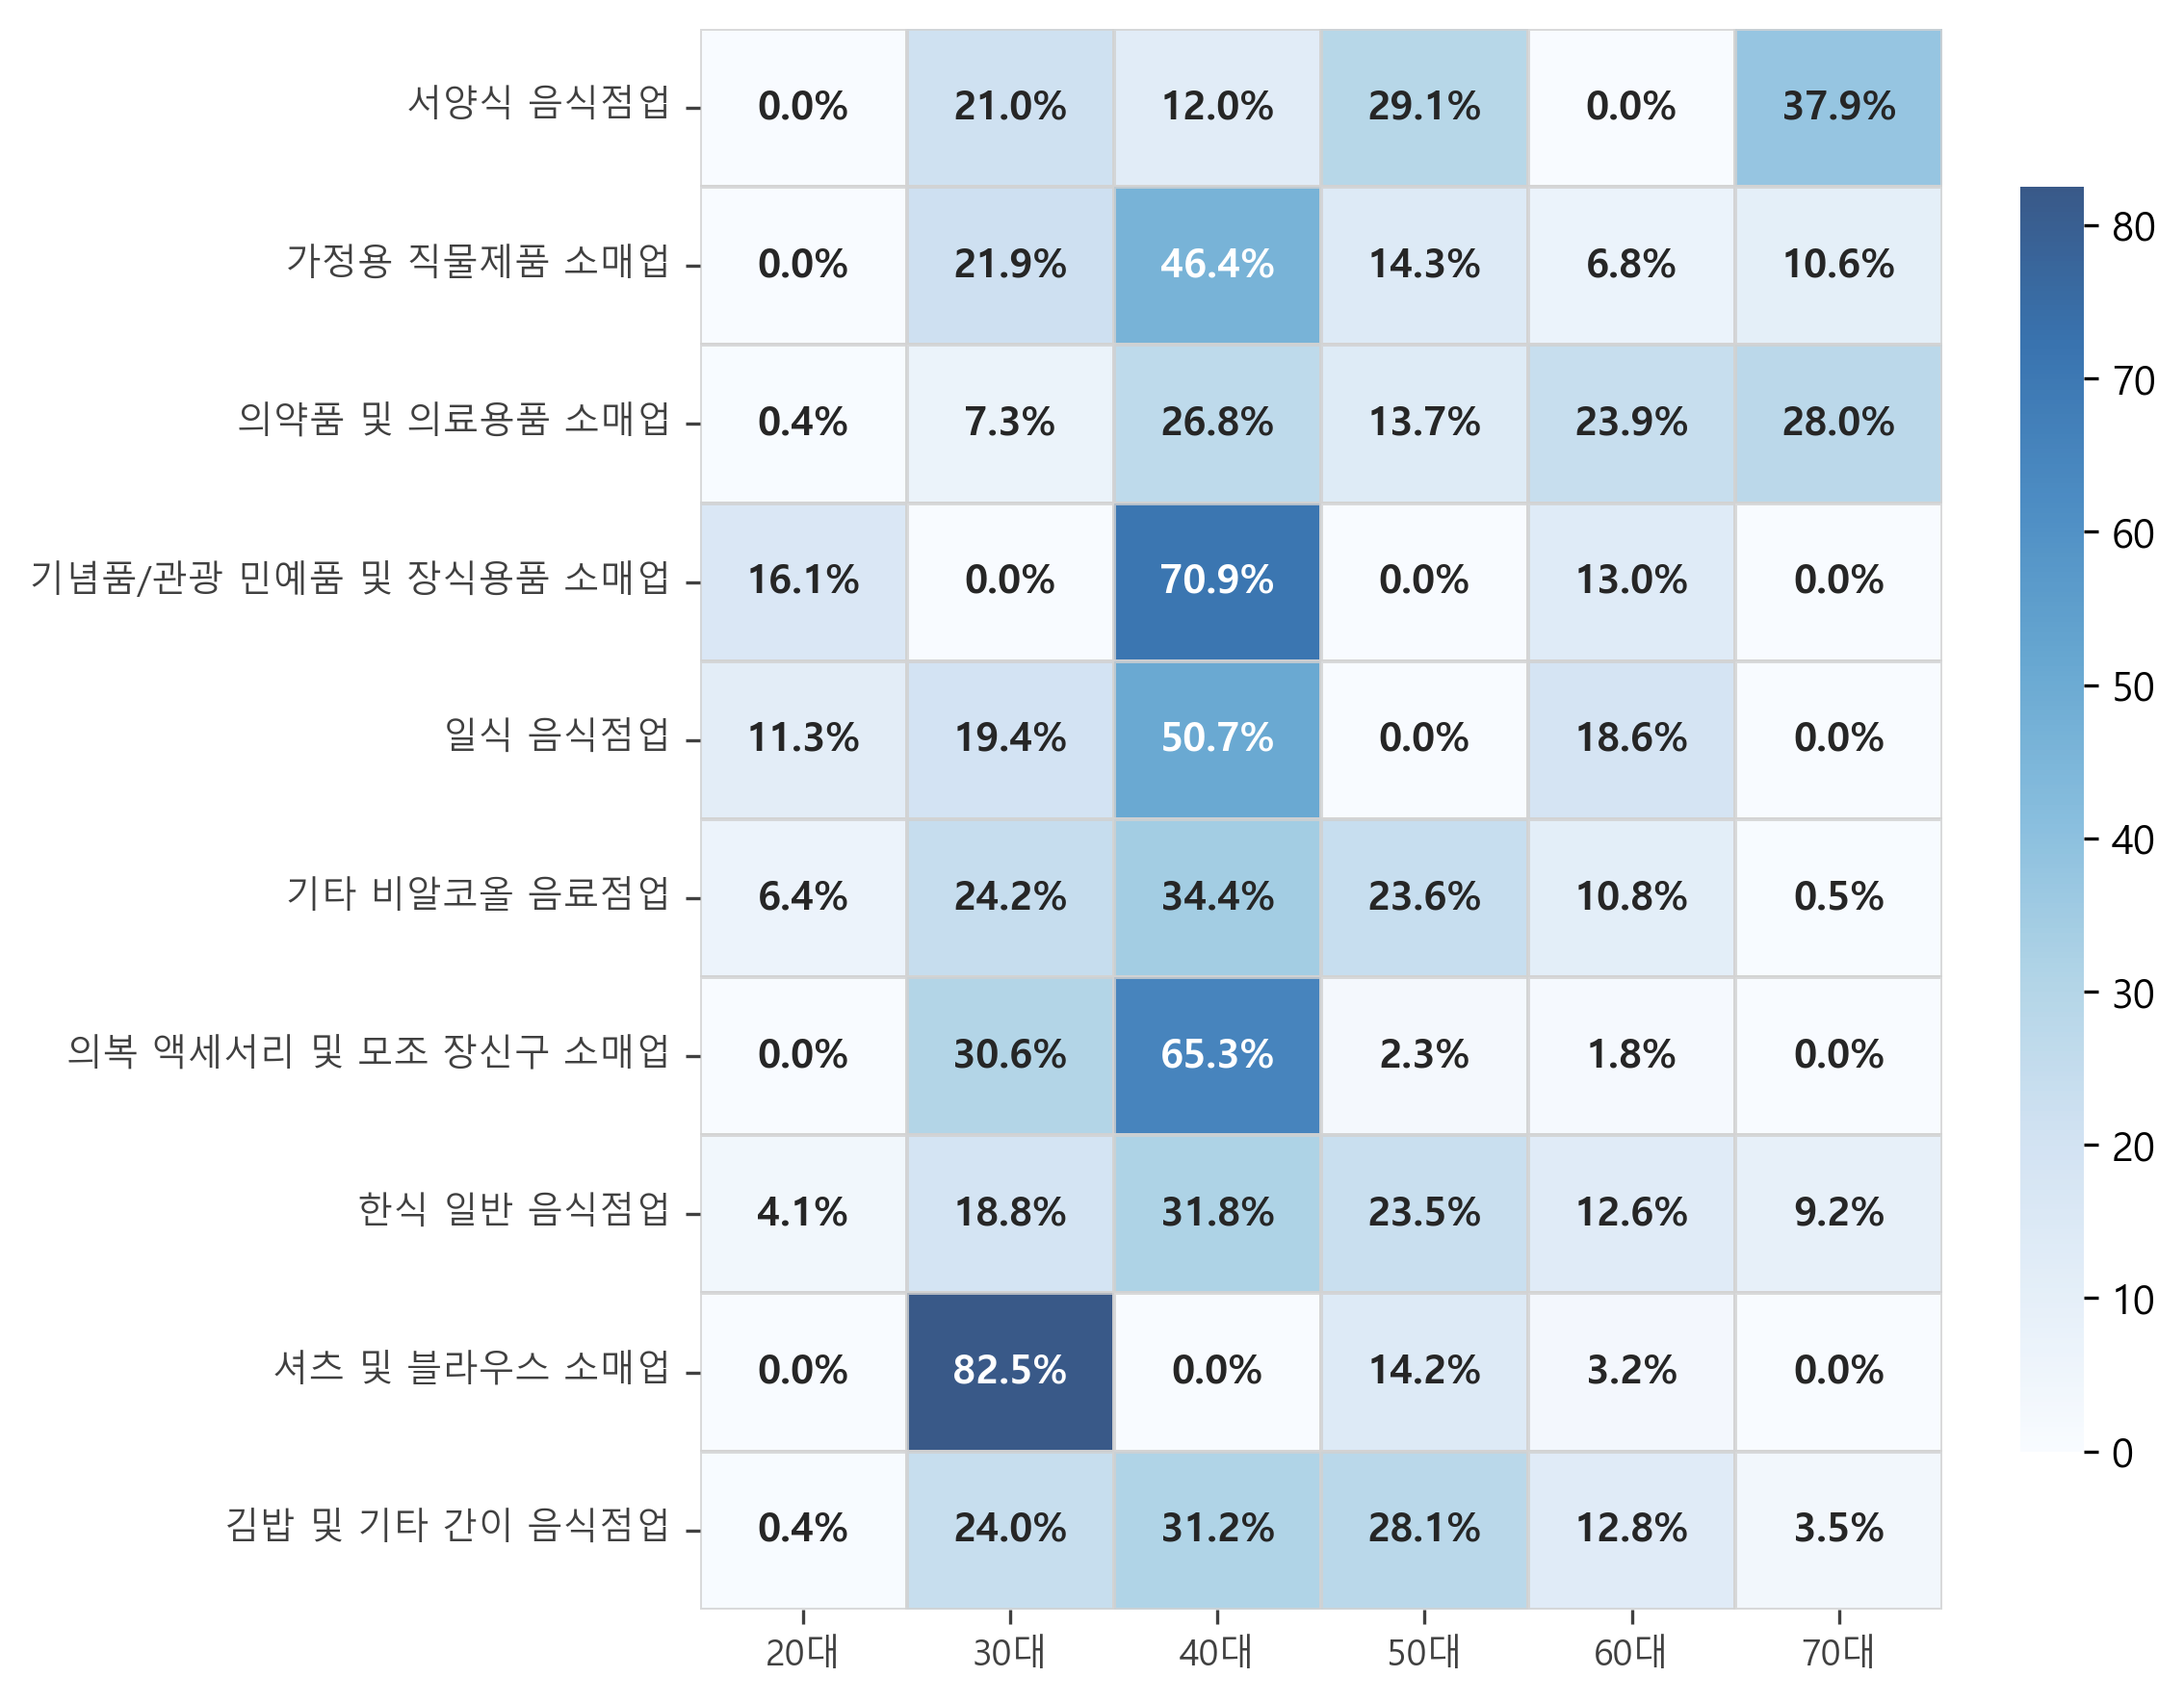 서양식 음식점업 0.0% 21.0% 12.0% 29.1% 0.0% 37.9%
가정용 직물제품 소매업 0.0% 21.9% 46.4% 14.3% 6.8% 10.6%
의약품 및 의료용품 소매업 0.4% 7.3% 26.8% 13.7% 23.9% 28.0%
기념품/관광 민예품 및 장식용품 소매업 16.1% 0.0% 70.9% 0.0% 13.0% 0.0%
일식 음식점업 11.3% 19.4% 50.7% 0.0% 18.6% 0.0%
기타 비알코올 음료점업 6.4% 24.2% 34.4% 23.6% 10.8% 0.5%
의복 액세서리 및 모조 장신구 소매업 0.0% 30.6% 65.3% 2.3% 1.8% 0.0%
한식 일반 음식점업 4.1% 18.8% 31.8% 23.5% 12.6% 9.2%
셔츠 및 블라우스 소매업 0.0% 82.5% 0.0% 14.2% 3.2% 0.0%
김밥 및 기타 간이 음식점업 0.4% 24.0% 31.2% 28.1% 12.8% 3.5%
20대 30대 40대 50대 60대 70대
80
70
60
50
40
30
20
10
0